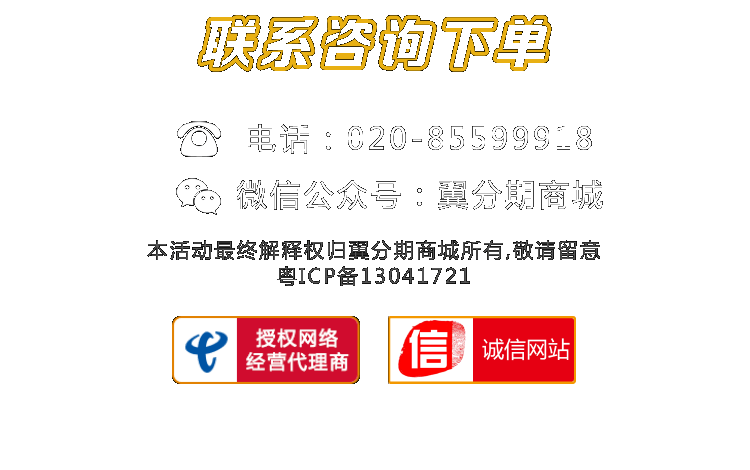 联系咨询下单
电话：020-85599918
微信公众号：翼分期商城
本活动最终解释权归翼分期商城所有,敬请留意
粤ICP备13041721
授权网络
经营代理商
信
诚信网站